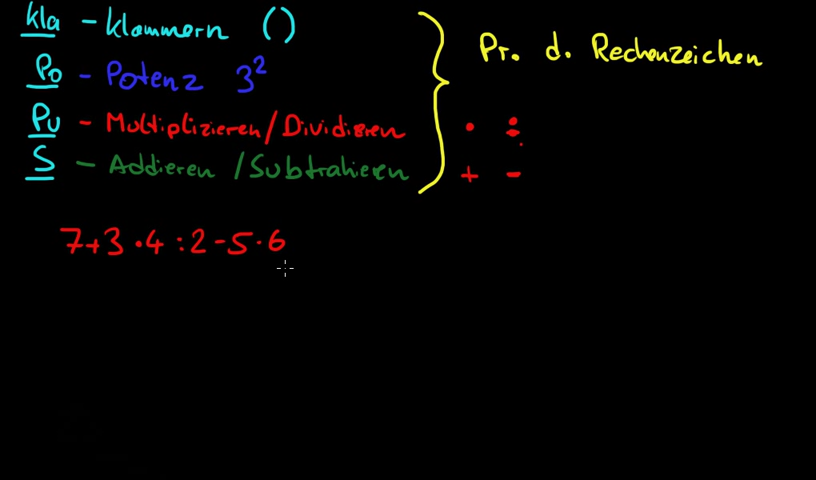 Kla - Klammern ()
Po - Potenz 3²
Pu - Multiplizieren/Dividieren
S - Addieren /Subtrahieren
Pr. d. Rechenzeichen
· :
+ -
7+3·4:2-5·6